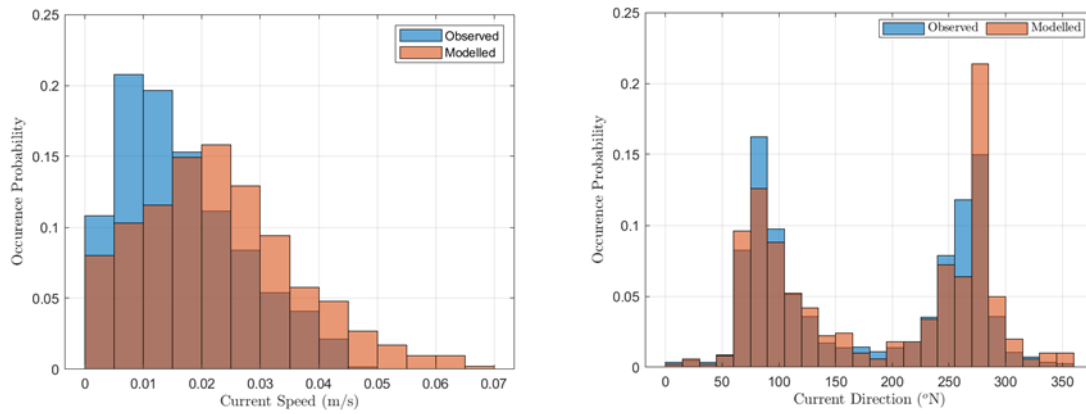 0.25
0.2
0.15
0.1
0.05
0
Occurence Probability
Observed
Modelled
0 0.01 0.02 0.03 0.04 0.05 0.06 0.07
Current Speed (m/s)
0.25
0.2
0.15
0.1
0.05
0
Occurence Probability
Observed Modelled
0 50 100 150 200 250 300 350
Current Direction (°N)